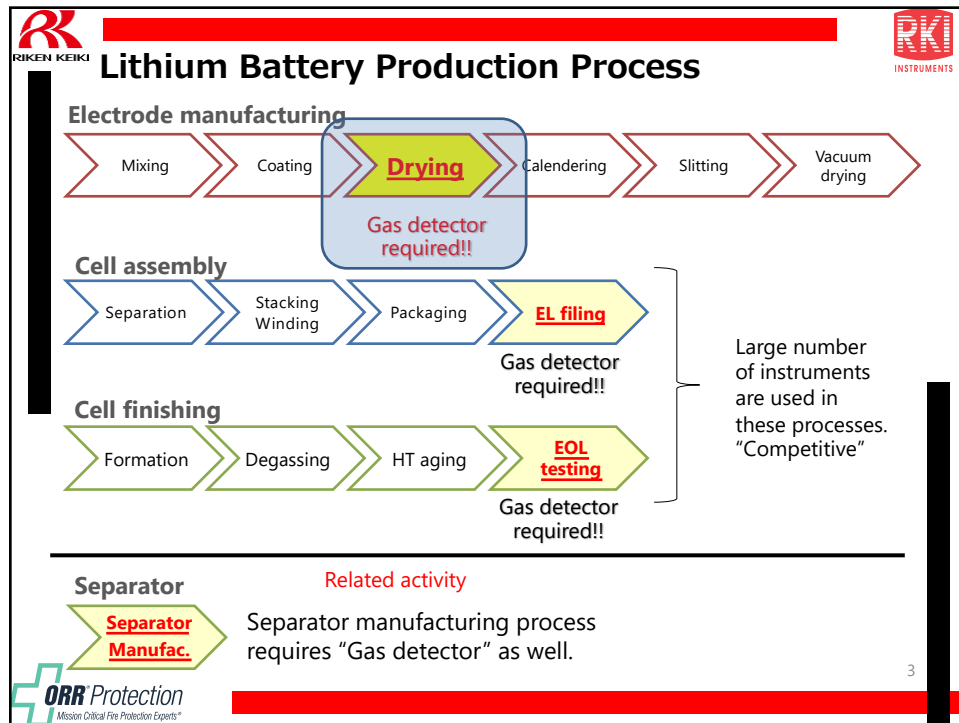 RIKEN KEIKI
RKI
INSTRUMENTS
Lithium Battery Production Process
Electrode manufacturing
Mixing
Coating
Drying
Calendering
Slitting
Vacuum
drying
Gas detector
required!!
Cell assembly
Separation
Stacking
Winding
Packaging
EL filing
Gas detector
required!!
Cell finishing
Formation
Degassing
HT aging
EOL
testing
Gas detector
required!!
Large number
of instruments
are used in
these processes.
“Competitive”
Separator
Related activity
Separator
Manufac.
Separator manufacturing process
requires “Gas detector” as well.
3
ORR® Protection
Mission Critical Fire Protection Experts®